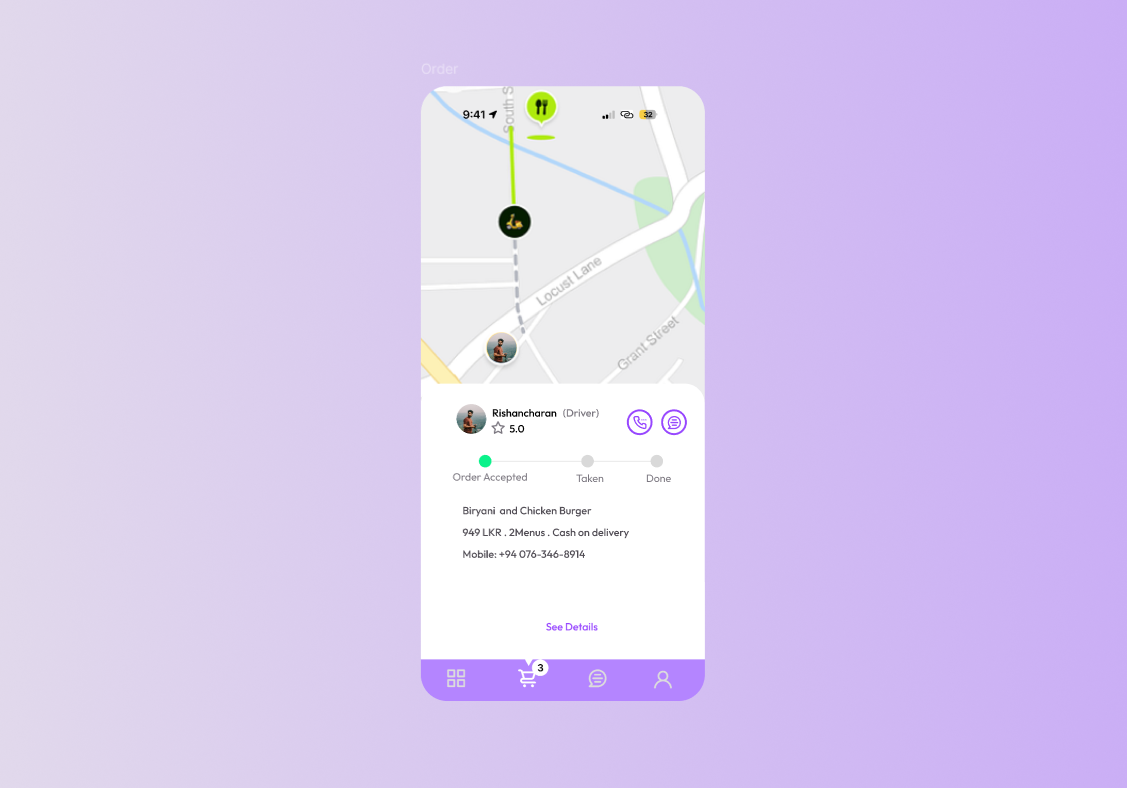 Order
9:41
32
South S
Locust Lane
Grant Street
Rishancharan (Driver)
5.0
Order Accepted
Taken
Done
Biryani and Chicken Burger
949 LKR . 2Menus . Cash on delivery
Mobile: +94 076-346-8914
See Details
3